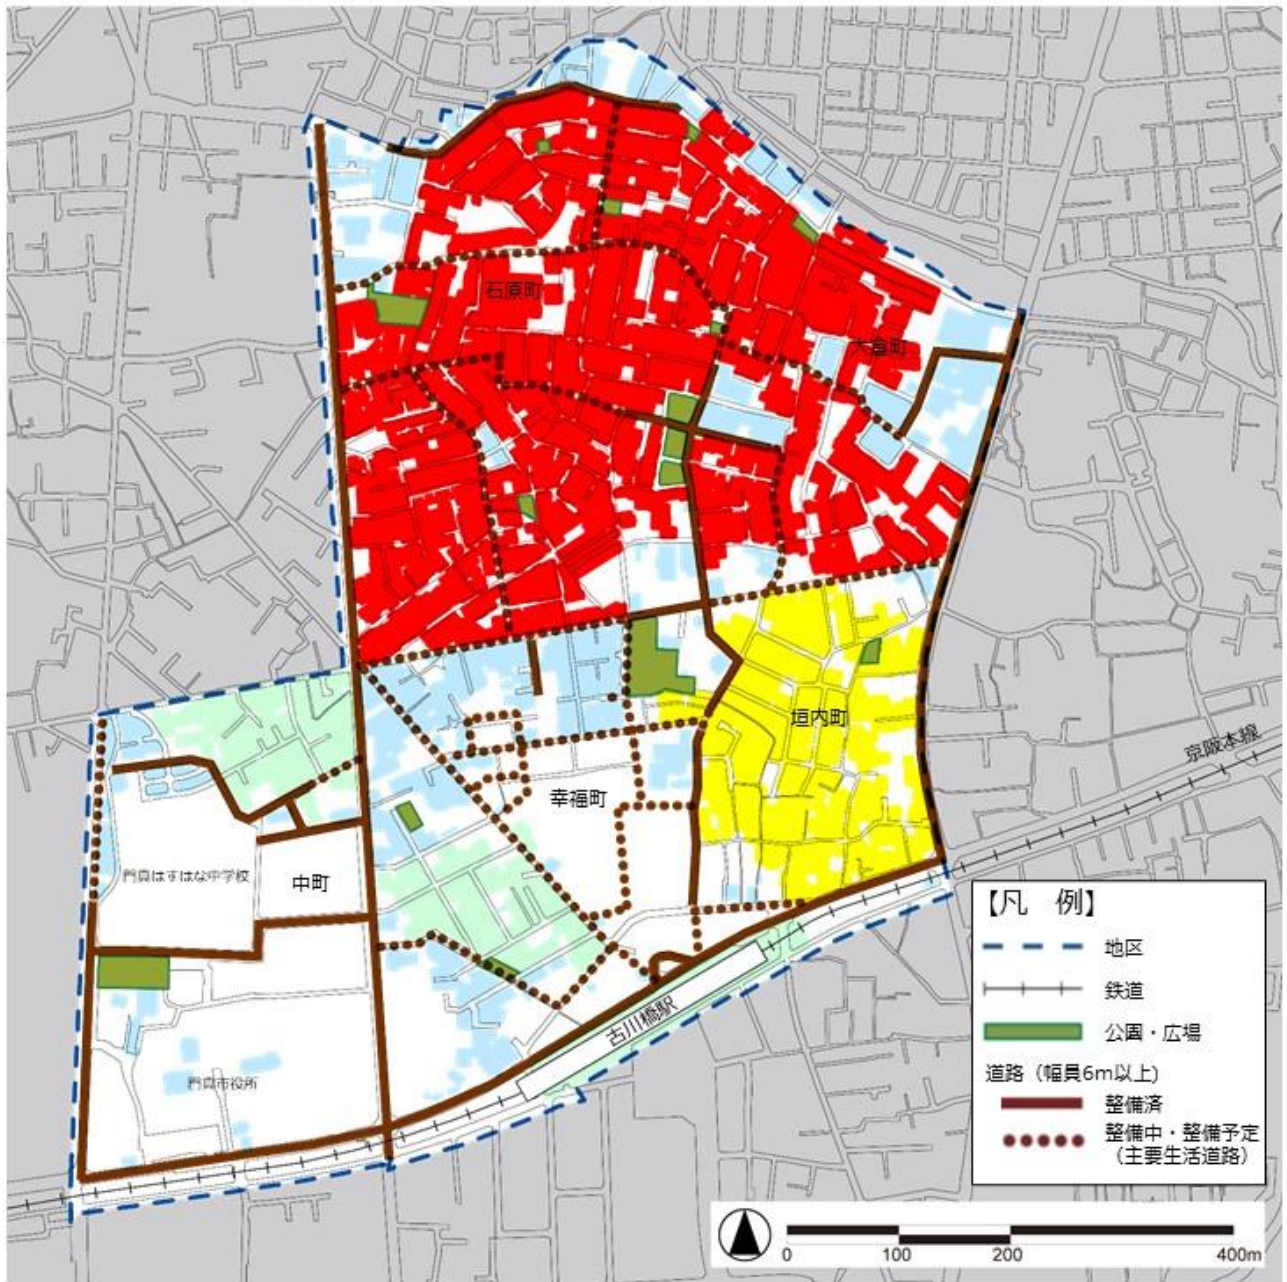 石原町
大倉町
垣内町
京阪本線
幸福町
門真はすはな中学校
中町
古川橋駅
門真市役所
【凡 例】
地区
鉄道
公園・広場
道路(幅員6m以上)
整備済
整備中・整備予定
(主要生活道路)
0 100 200 400m